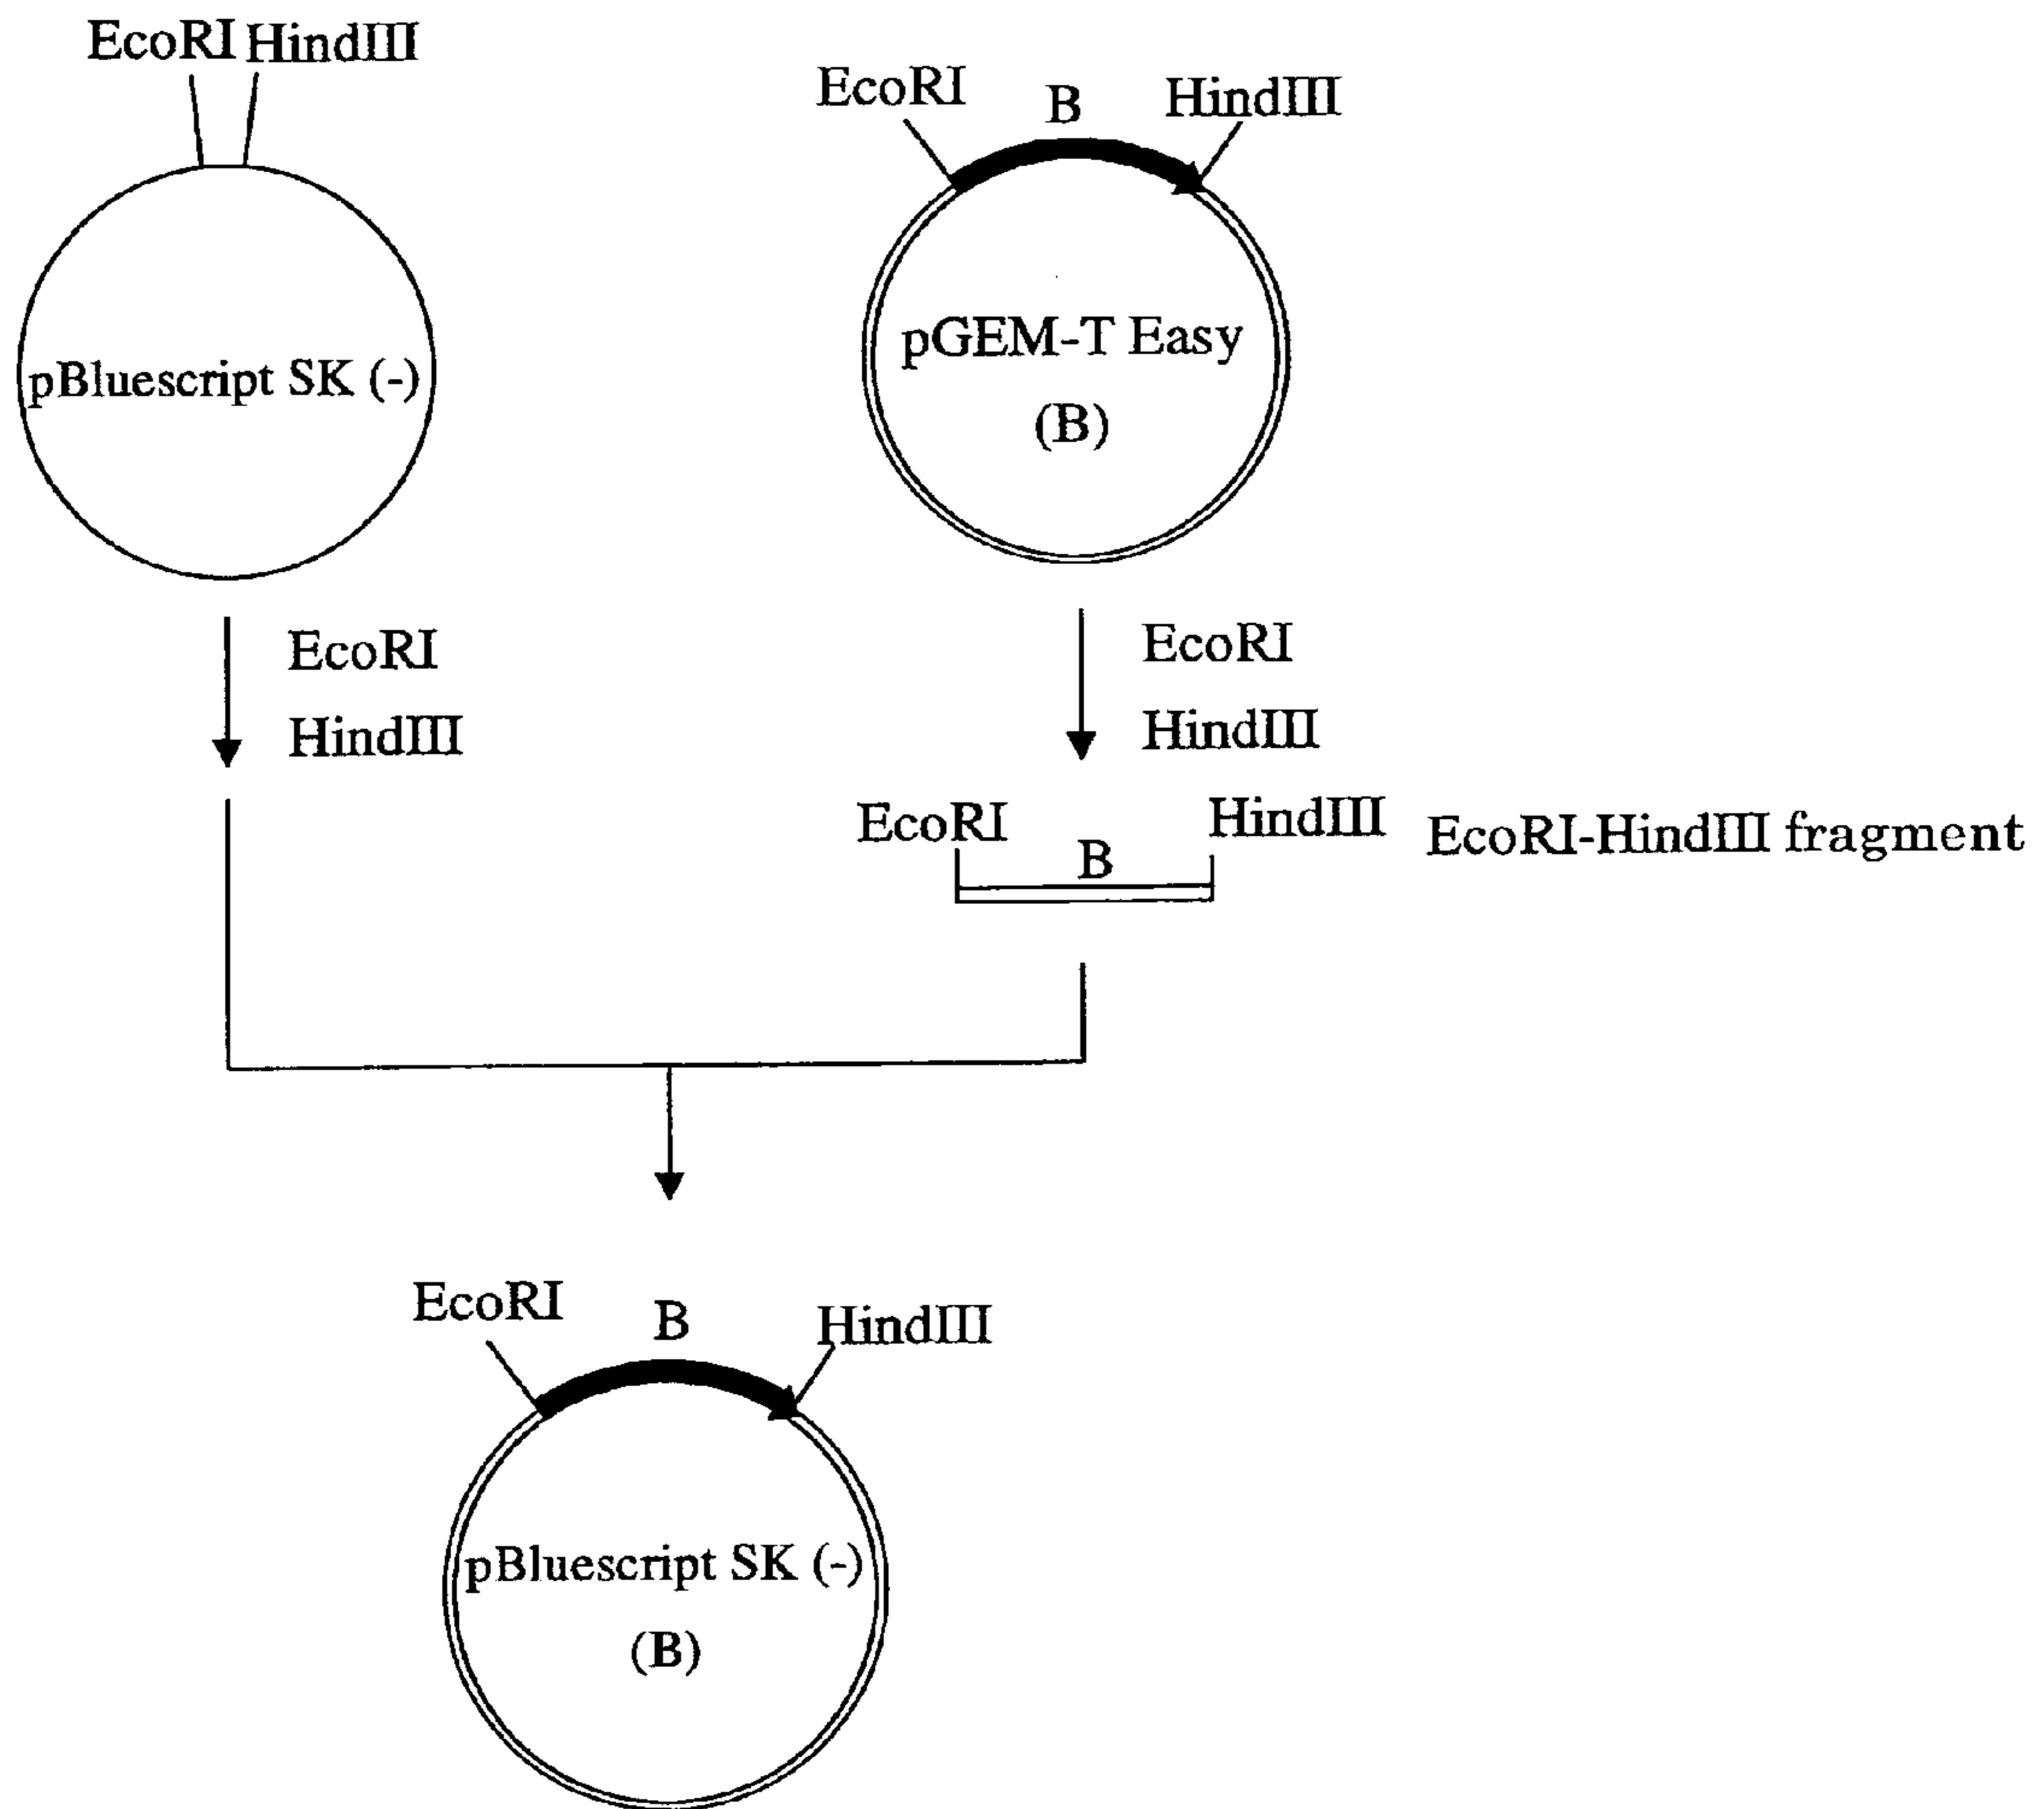 EcoRI HindIII
pBluescript SK (-)
EcoRI
HindIII
EcoRI B HindIII
pGEM-T Easy
(B)
EcoRI
HindIII
EcoRI B HindIII EcoRI-HindIII fragment
EcoRI B HindIII
pBluescript SK (-)
(B)